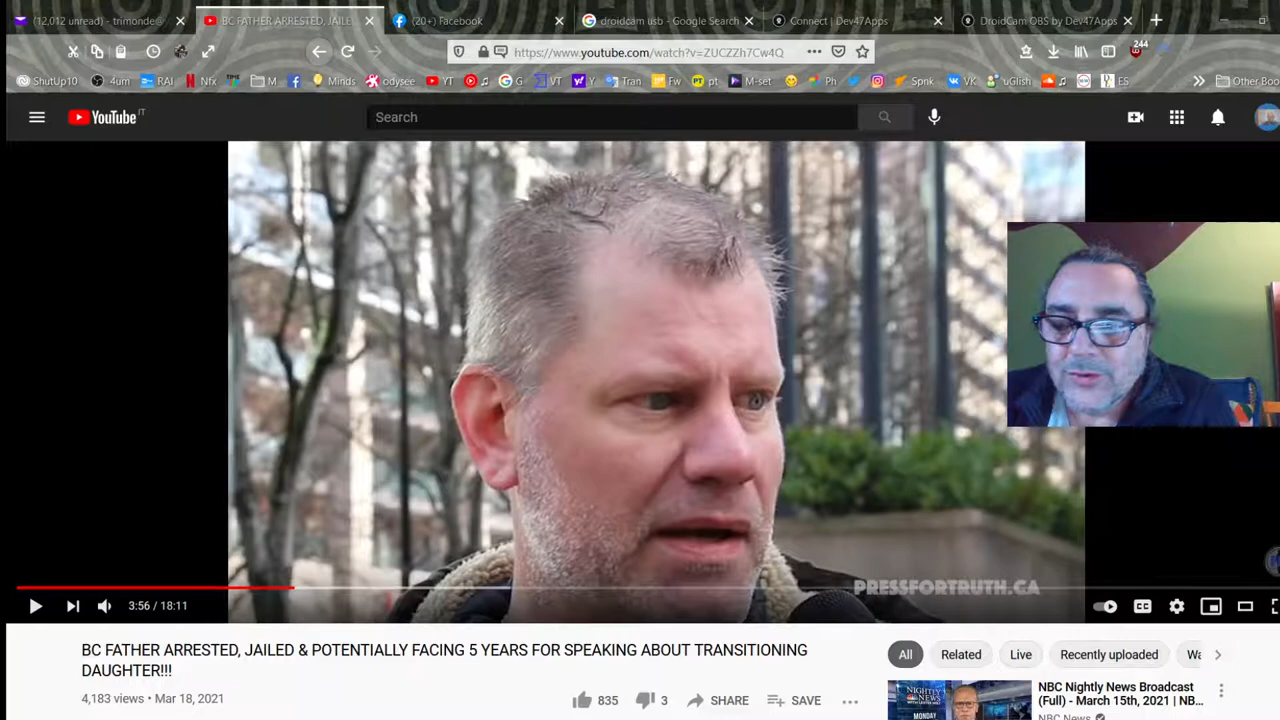 (12,012 unread) - trimonde@
BC FATHER ARRESTED, JAILE
(20+) Facebook
droidcam usb - Google Search
Connect | Dev47Apps
DroidCam OBS by Dev47Apps
https://www.youtube.com/watch?v=ZUCZZh7Cw4Q
244
ShutUp10
4um
RAI
Nfx
TIME
M
Minds
odysee
YT
G
VT
Y
Tran
Fw
pt
M-set
Ph
Spnk
VK
uGlish
ES
Other Boo
YouTube IT
Search
PRESSFORTRUTH.CA
3:56 / 18:11
CC
BC FATHER ARRESTED, JAILED & POTENTIALLY FACING 5 YEARS FOR SPEAKING ABOUT TRANSITIONING
DAUGHTER!!!
4,183 views • Mar 18, 2021
835
3
SHARE
SAVE
All
Related
Live
Recently uploaded
Wa
NIGHTLY
NEWS
MONDAY
NBC Nightly News Broadcast
(Full) - March 15th, 2021 | NB...
NBC News